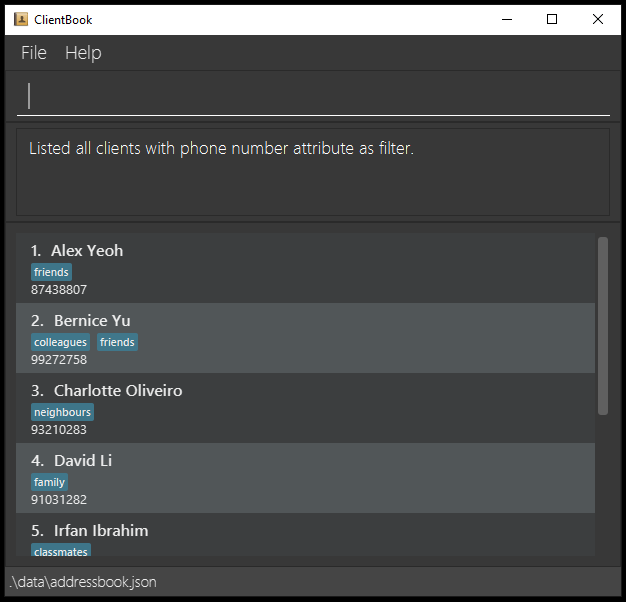 ClientBook
File Help
Listed all clients with phone number attribute as filter.
1. Alex Yeoh
friends
87438807
2. Bernice Yu
colleagues friends
99272758
3. Charlotte Oliveiro
neighbours
93210283
4. David Li
family
91031282
5. Irfan Ibrahim
classmates
.\data\addressbook.json